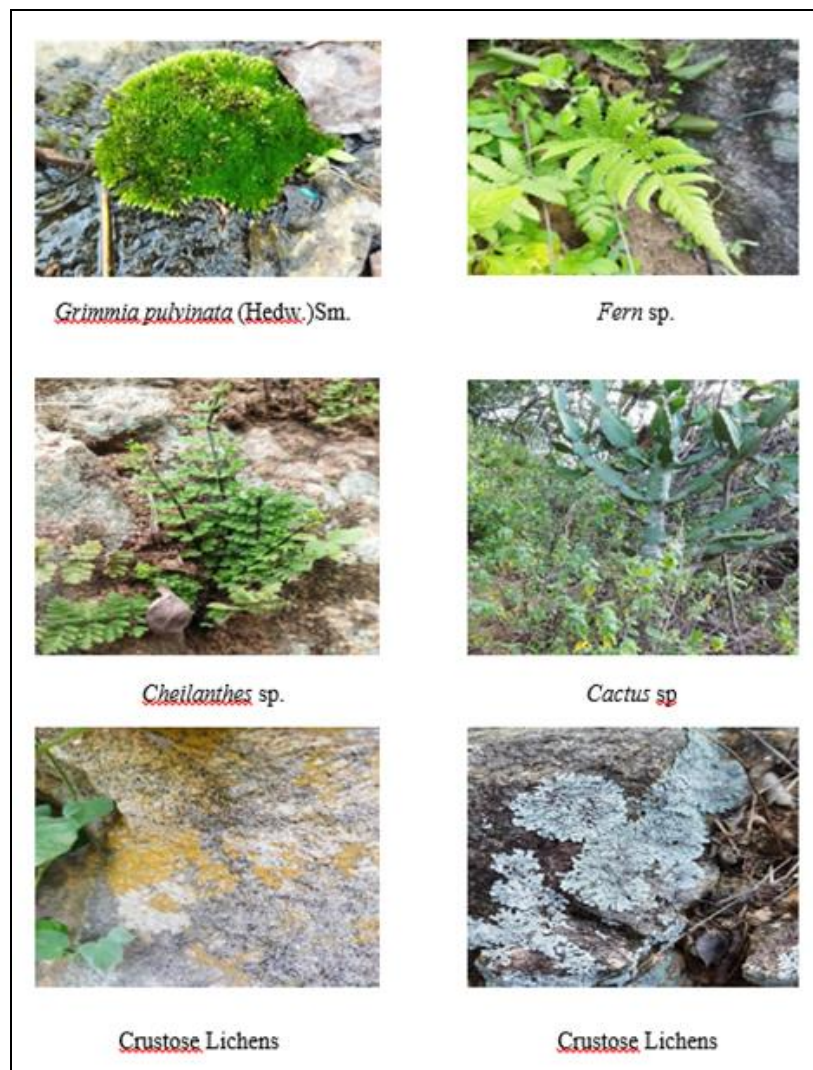 Grimmia pulvinata (Hedw.)Sm.
Fern sp.
Cheilanthes sp.
Cactus sp
Crustose Lichens
Crustose Lichens